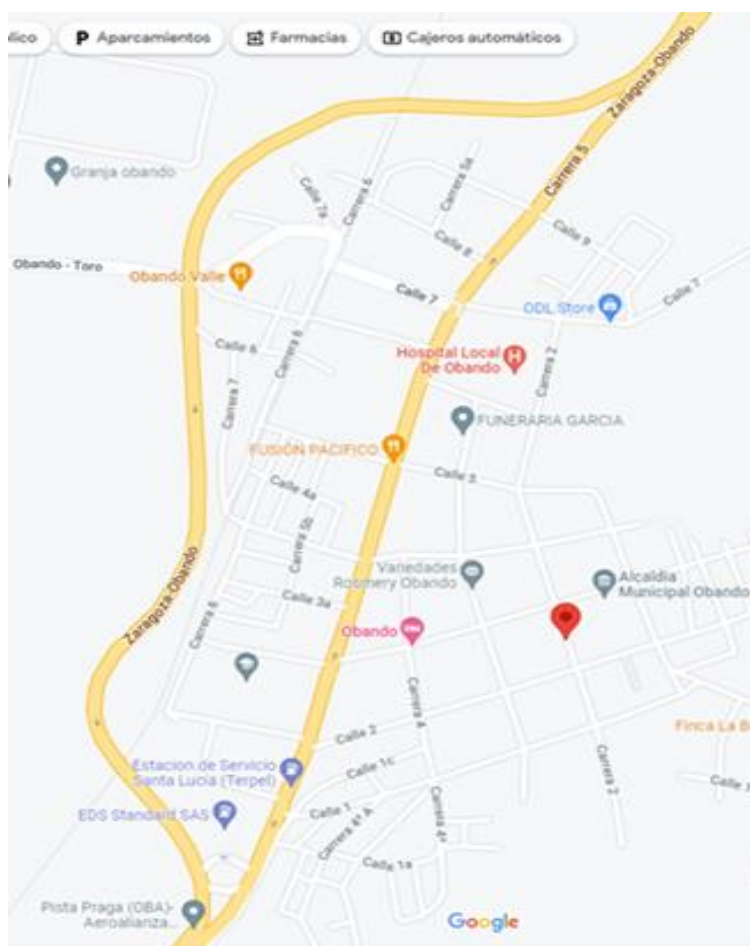 lico
P Aparcamientos
Farmacias
Cajeros automáticos
Zaragoza-Obando
Carrera 5
Carrera 5a
Granja obando
Calle 7a
Carrera 6
Calle 8
Calle 9
Obando - Toro
Obando Valle
Calle 7
Calle 7
ODL Store
Calle 6
Carrera 6
Hospital Local
De Obando
Carrera 2
Carrera 7
FUNERARIA GARCIA
FUSIÓN PACIFICO
Calle 5
Calle 4a
Carrera 5b
Variedades
Rosmery Obando
Alcaldia
Municipal Obando
Zaragoza-Obando
Calle 3a
Carrera 6
Obando
Carrera 4
Calle 2
Finca La B
Estacion de Servicio
Santa Lucia (Terpel)
Calle 1c
Carrera 2
EDS Standard SAS
Calle 1
Carrera 4ª A
Carrera 4ª
Calle 1a
Pista Praga (OBA)-
Aeroalianza...
Google